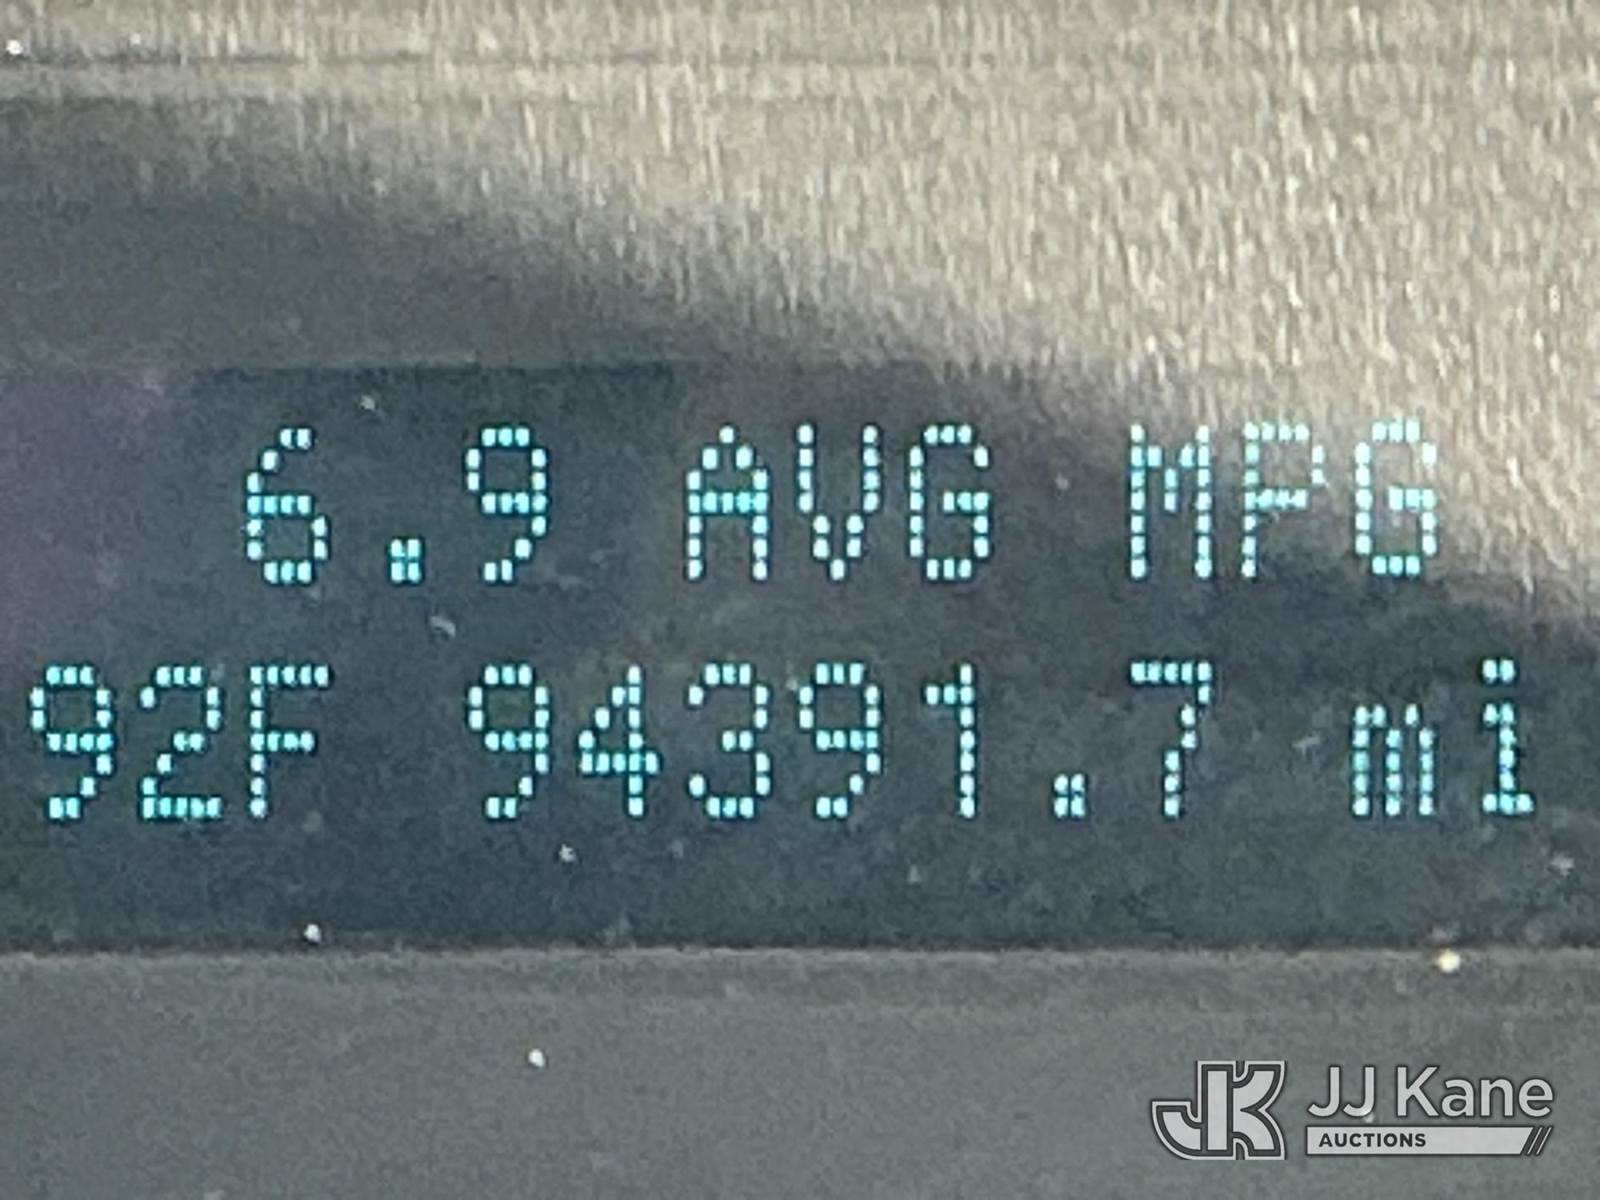 6.9 AVG MPG
92F 94391.7 mi
JJ Kane
AUCTIONS